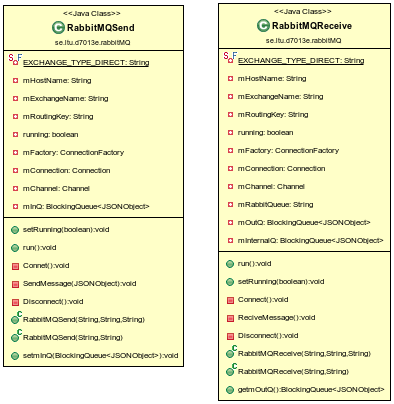 <<Java Class>>
RabbitMQSend
se.ltu.d7013e.rabbitMQ
S F EXCHANGE_TYPE_DIRECT: String
mHostName: String
mExchangeName: String
mRoutingKey: String
running: boolean
mFactory: ConnectionFactory
mConnection: Connection
mChannel: Channel
mInQ: BlockingQueue<JSONObject>
setRunning(boolean):void
run():void
Connet():void
SendMessage(JSONObject):void
Disconnect():void
RabbitMQSend(String,String,String)
RabbitMQSend(String,String)
setmInQ(BlockingQueue<JSONObject>):void
<<Java Class>>
RabbitMQReceive
se.ltu.d7013e.rabbitMQ
S F EXCHANGE_TYPE_DIRECT: String
mHostName: String
mExchangeName: String
mRoutingKey: String
running: boolean
mFactory: ConnectionFactory
mConnection: Connection
mChannel: Channel
mRabbitQueue: String
mOutQ: BlockingQueue<JSONObject>
mInternalQ: BlockingQueue<JSONObject>
run():void
setRunning(boolean):void
Connect():void
ReciveMessage():void
Disconnect():void
RabbitMQReceive(String,String,String)
RabbitMQReceive(String,String)
getmOutQ():BlockingQueue<JSONObject>